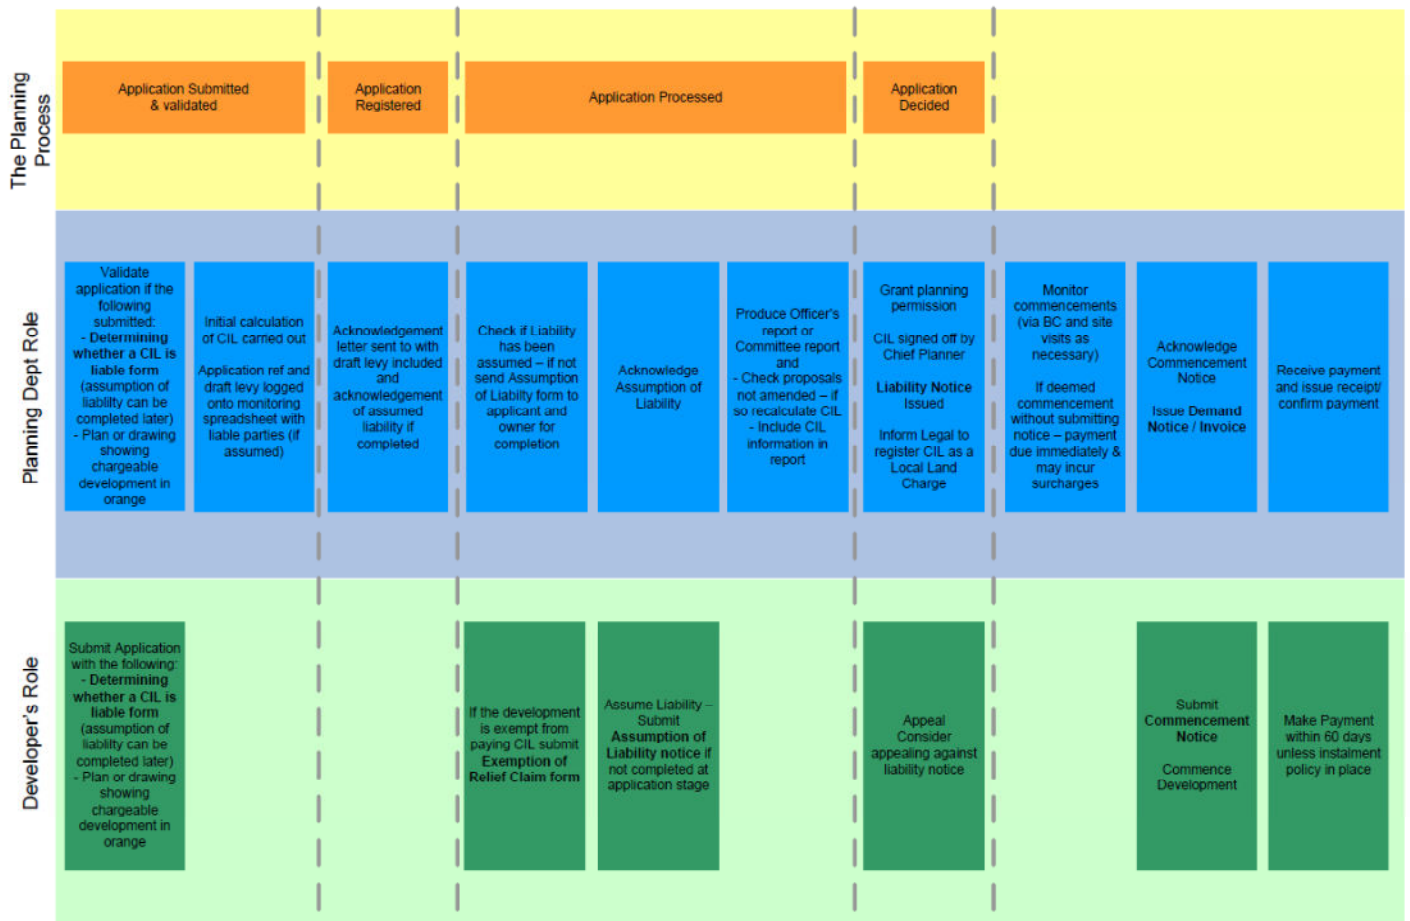 The Planning
Process
Application Submitted
& validated
Application
Registered
Application Processed
Application
Decided
Planning Dept Role
Validate
application if the
following
submitted:
- Determining
whether a CIL is
liable form
(assumption of
liablilty can be
completed later)
- Plan or drawing
showing
chargeable
development in
orange
Initial calculation
of CIL carried out
Application ref and
draft levy logged
onto monitoring
spreadsheet with
liable parties (if
assumed)
Acknowledgement
letter sent to with
draft levy included
and
acknowledgement
of assumed
liability if
completed
Check if Liability
has been
assumed – if not
send Assumption
of Liabilty form to
applicant and
owner for
completion
Acknowledge
Assumption of
Liability
Produce Officer's
report or
Committee report
and
- Check proposals
not amended – if
so recalculate CIL
- Include CIL
information in
report
Grant planning
permission
CIL signed off by
Chief Planner
Liability Notice
Issued
Inform Legal to
register CIL as a
Local Land
Charge
Monitor
commencements
(via BC and site
visits as
necessary)
If deemed
commencement
without submitting
notice – payment
due immediately &
may incur
surcharges
Acknowledge
Commencement
Notice
Issue Demand
Notice / Invoice
Receive payment
and issue receipt/
confirm payment
Developer's Role
Submit Application
with the following:
- Determining
whether a CIL is
liable form
(assumption of
liablilty can be
completed later)
- Plan or drawing
showing
chargeable
development in
orange
If the development
is exempt from
paying CIL submit
Exemption of
Relief Claim form
Assume Liability –
Submit
Assumption of
Liability notice if
not completed at
application stage
Appeal
Consider
appealing against
liability notice
Submit
Commencement
Notice
Commence
Development
Make Payment
within 60 days
unless instalment
policy in place